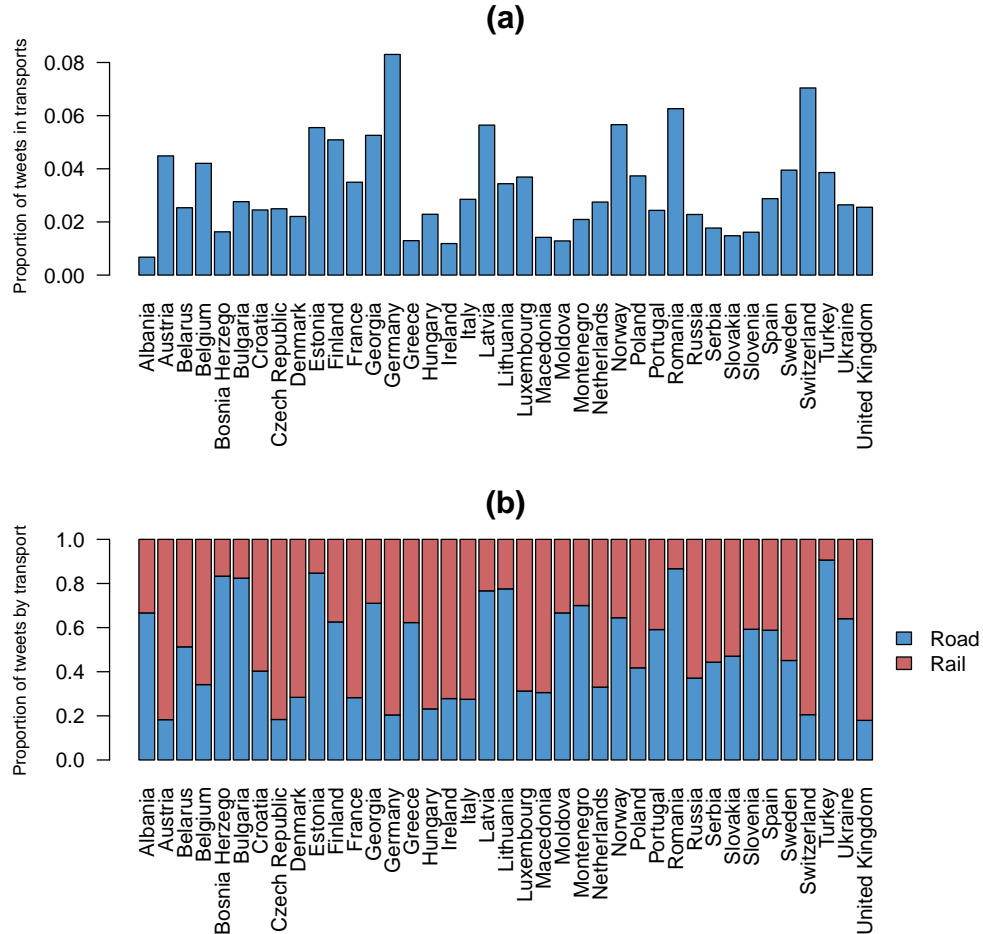 (a)
Proportion of tweets in transports
0.08
0.06
0.04
0.02
0.00
Albania
Austria
Belarus
Belgium
Bosnia Herzego
Bulgaria
Croatia
Czech Republic
Denmark
Estonia
Finland
France
Georgia
Germany
Greece
Hungary
Ireland
Italy
Latvia
Lithuania
Luxembourg
Macedonia
Moldova
Montenegro
Netherlands
Norway
Poland
Portugal
Romania
Russia
Serbia
Slovakia
Slovenia
Spain
Sweden
Switzerland
Turkey
Ukraine
United Kingdom
(b)
Proportion of tweets by transport
1.0
0.8
0.6
0.4
0.2
0.0
Road
Rail
Albania
Austria
Belarus
Belgium
Bosnia Herzego
Bulgaria
Croatia
Czech Republic
Denmark
Estonia
Finland
France
Georgia
Germany
Greece
Hungary
Ireland
Italy
Latvia
Lithuania
Luxembourg
Macedonia
Moldova
Montenegro
Netherlands
Norway
Poland
Portugal
Romania
Russia
Serbia
Slovakia
Slovenia
Spain
Sweden
Switzerland
Turkey
Ukraine
United Kingdom